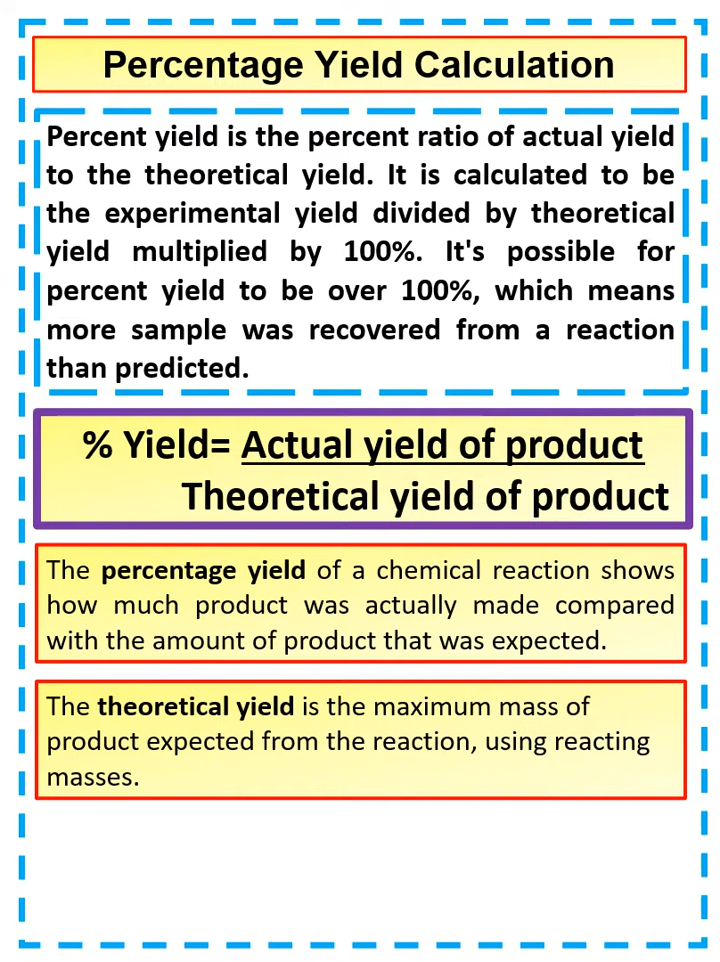 Percentage Yield Calculation
Percent yield is the percent ratio of actual yield
to the theoretical yield. It is calculated to be
the experimental yield divided by theoretical
yield multiplied by 100%. It's possible for
percent yield to be over 100%, which means
more sample was recovered from a reaction
than predicted.
% Yield= Actual yield of product
Theoretical yield of product
The percentage yield of a chemical reaction shows
how much product was actually made compared
with the amount of product that was expected.
The theoretical yield is the maximum mass of
product expected from the reaction, using reacting
masses.